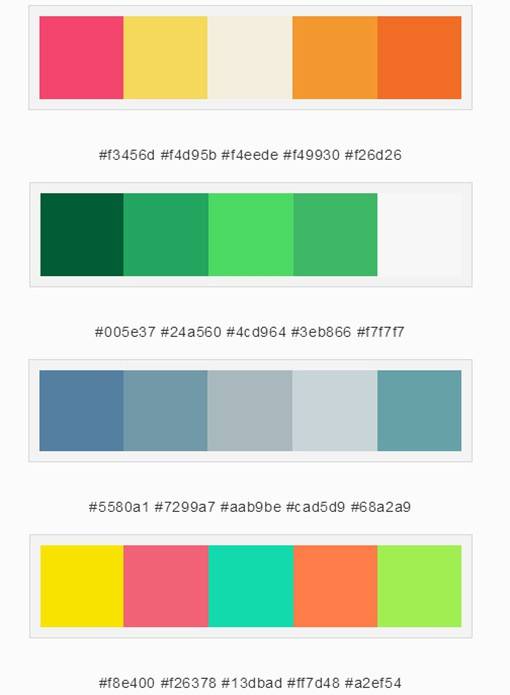 #f3456d #f4d95b #f4eede #f49930 #f26d26
#005e37 #24a560 #4cd964 #3eb866 #f7f7f7
#5580a1 #7299a7 #aab9be #cad5d9 #68a2a9
#f8e400 #f26378 #13dbad #ff7d48 #a2ef54